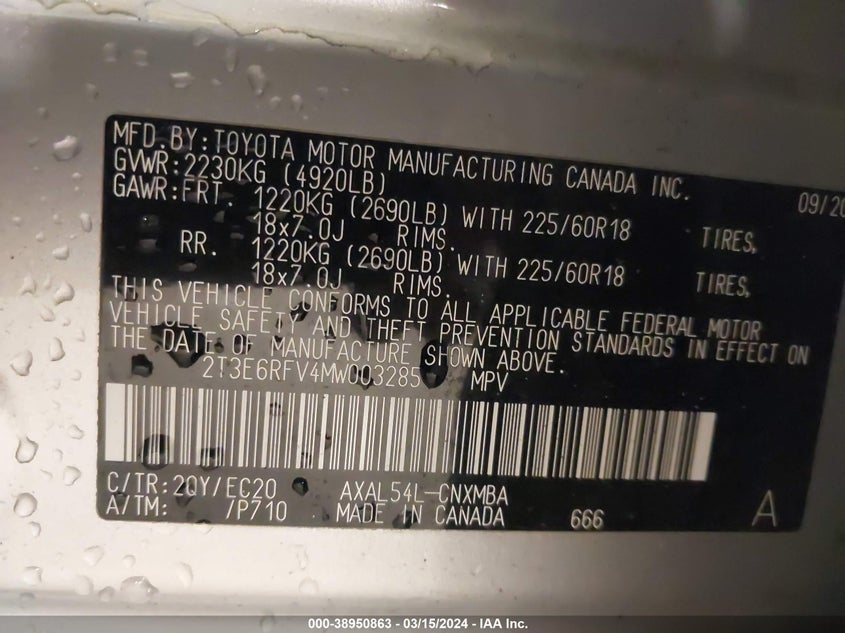 MFD.BY:TOYOTA MOTOR MANUFACTURING CANADA INC. 09/20
GVWR:2230KG (4920LB)
GAWR:FRT. 1220KG (2690LB) WITH 225/60R18 TIRES,
18x7.0J RIMS.
RR. 1220KG (2690LB) WITH 225/60R18 TIRES,
18x7.0J RIMS.
THIS VEHICLE CONFORMS TO ALL APPLICABLE FEDERAL MOTOR
VEHICLE SAFETY AND THEFT PREVENTION STANDARDS IN EFFECT ON
THE DATE OF MANUFACTURE SHOWN ABOVE.
2T3E6RFV4MW003285 MPV
C/TR:2QY/EC20 AXAL54L-CNXMBA
A/TM: /P710 MADE IN CANADA 666 A
000-38950863 - 03/15/2024 - IAA Inc.